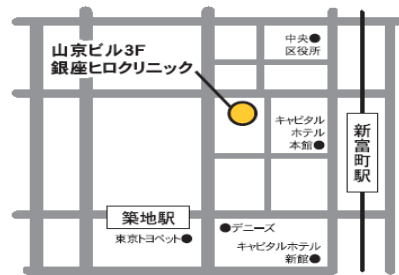 中央
区役所
山京ビル3F
銀座ヒロクリニック
キャピタル
ホテル
本館
新富町駅
築地駅
東京トヨペット
デニーズ
キャピタルホテル
新館